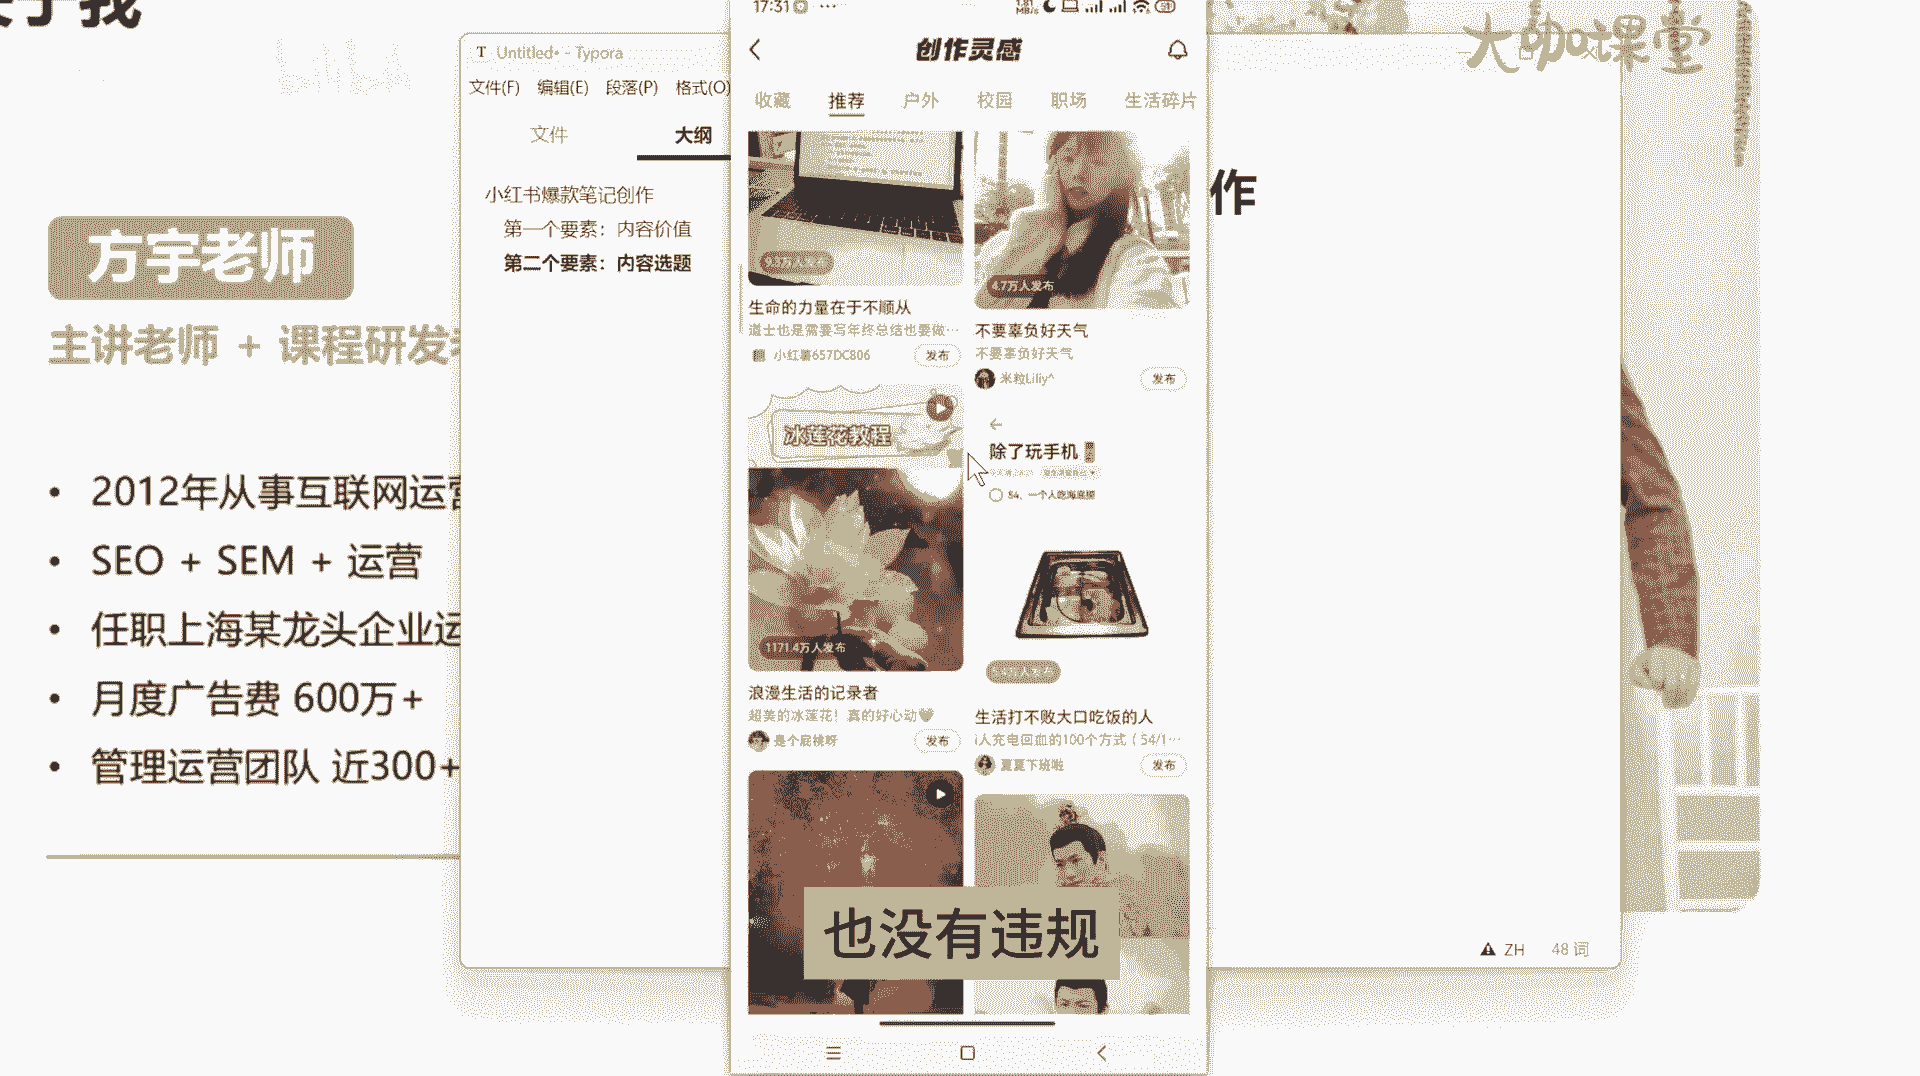 关于我
bilibili
大咖课堂
方宇老师
主讲老师 + 课程研发
2012年从事互联网运营
SEO + SEM + 运营
任职上海某龙头企业运
月度广告费 600万+
管理运营团队 近300+
Untitled• - Typora
文件(F) 编辑(E) 段落(P) 格式(O)
文件 大纲
小红书爆款笔记创作
第一个要素：内容价值
第二个要素：内容选题
作
ZH 48 词
17:31
创作灵感
收藏 推荐 户外 校园 职场 生活碎片
生命的力量在于不顺从
道士也是需要写年终总结也要做…
小红薯657DC806 发布
4.7万人发布
不要辜负好天气
不要辜负好天气
米粒Liliy^ 发布
冰莲花教程
1171.4万人发布
浪漫生活的记录者
超美的冰莲花！真的好心动
是个屁桃呀 发布
除了玩手机
54、一个人吃海底捞
生活打不败大口吃饭的人
i人充电回血的100个方式（54/1…
夏夏下班啦 发布
也没有违规